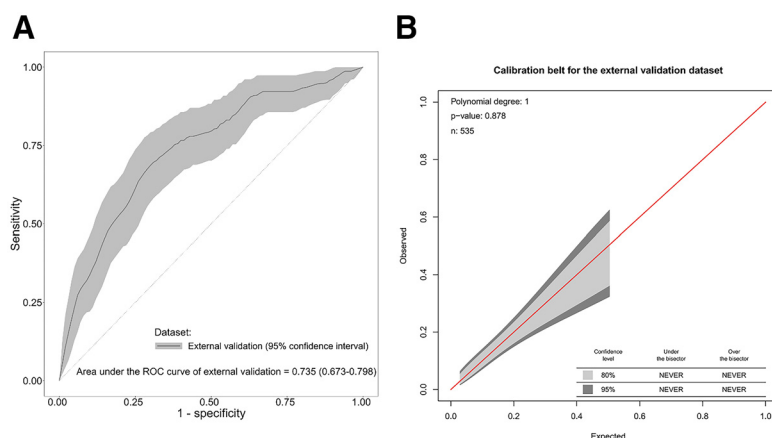 A
1.00
0.75
0.50
0.25
0.00
Sensitivity
Dataset:
External validation (95% confidence interval)
Area under the ROC curve of external validation = 0.735 (0.673-0.798)
0.00 0.25 0.50 0.75 1.00
1 - specificity
B
Calibration belt for the external validation dataset
Polynomial degree: 1
p-value: 0.878
n: 535
1.0
0.8
0.6
0.4
0.2
0.0
Observed
Confidence level Under the bisector Over the bisector
80% NEVER NEVER
95% NEVER NEVER
0.0 0.2 0.4 0.6 0.8 1.0
Expected